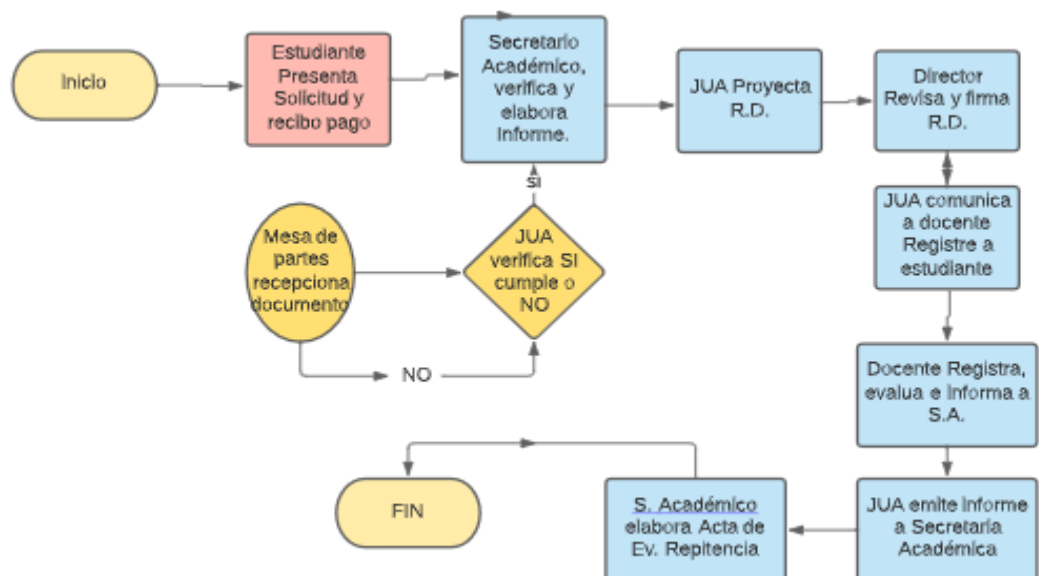 Inicio
Estudiante
Presenta
Solicitud y
recibo pago
Secretario
Académico,
verifica y
elabora
Informe.
JUA Proyecta
R.D.
Director
Revisa y firma
R.D.
SI
Mesa de
partes
recepciona
documento
JUA
verifica SI
cumple o
NO
JUA comunica
a docente
Registre a
estudiante
NO
Docente Registra,
evalua e Informa a
S.A.
FIN
S. Académico
elabora Acta de
Ev. Repitencia
JUA emite Informe
a Secretaría
Académica